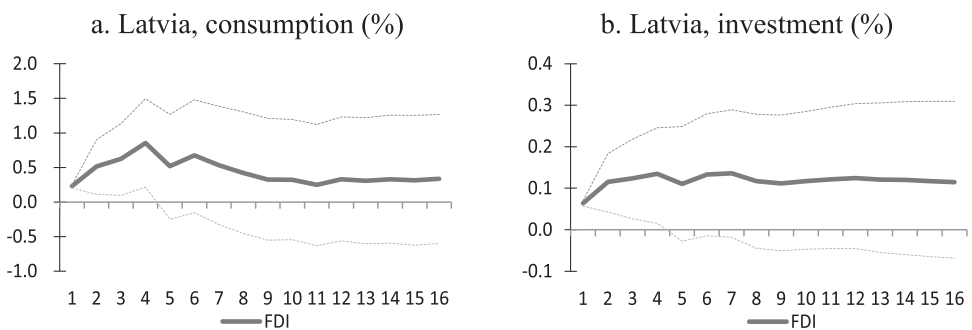 a. Latvia, consumption (%)
2.0
1.5
1.0
0.5
0.0
-0.5
-1.0
1 2 3 4 5 6 7 8 9 10 11 12 13 14 15 16
FDI
b. Latvia, investment (%)
0.4
0.3
0.2
0.1
0.0
-0.1
1 2 3 4 5 6 7 8 9 10 11 12 13 14 15 16
FDI